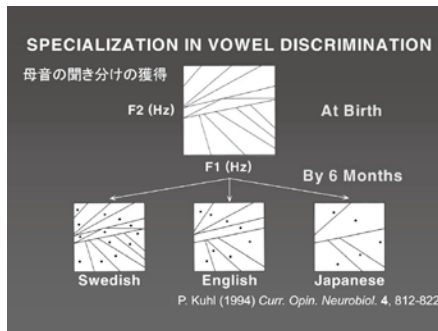 SPECIALIZATION IN VOWEL DISCRIMINATION
母音の聞き分けの獲得
F2 (Hz)
At Birth
F1 (Hz)
By 6 Months
Swedish English Japanese
P. Kuhl (1994) Curr. Opin. Neurobiol. 4, 812-822